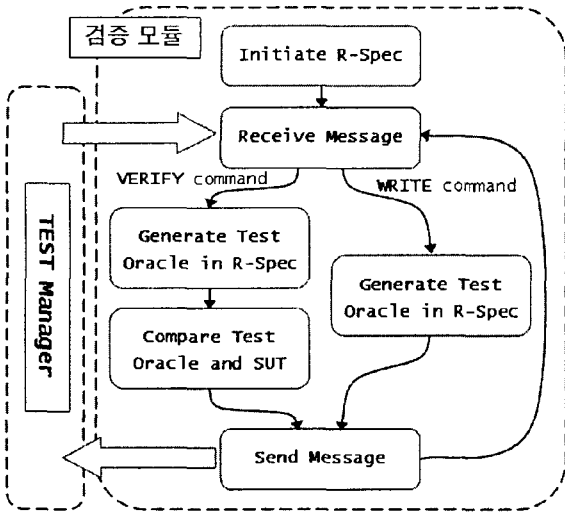 검증 모듈
Initiate R-Spec
Receive Message
VERIFY command
WRITE command
Generate Test
Oracle in R-Spec
Generate Test
Oracle in R-Spec
Compare Test
Oracle and SUT
Send Message
TEST Manager